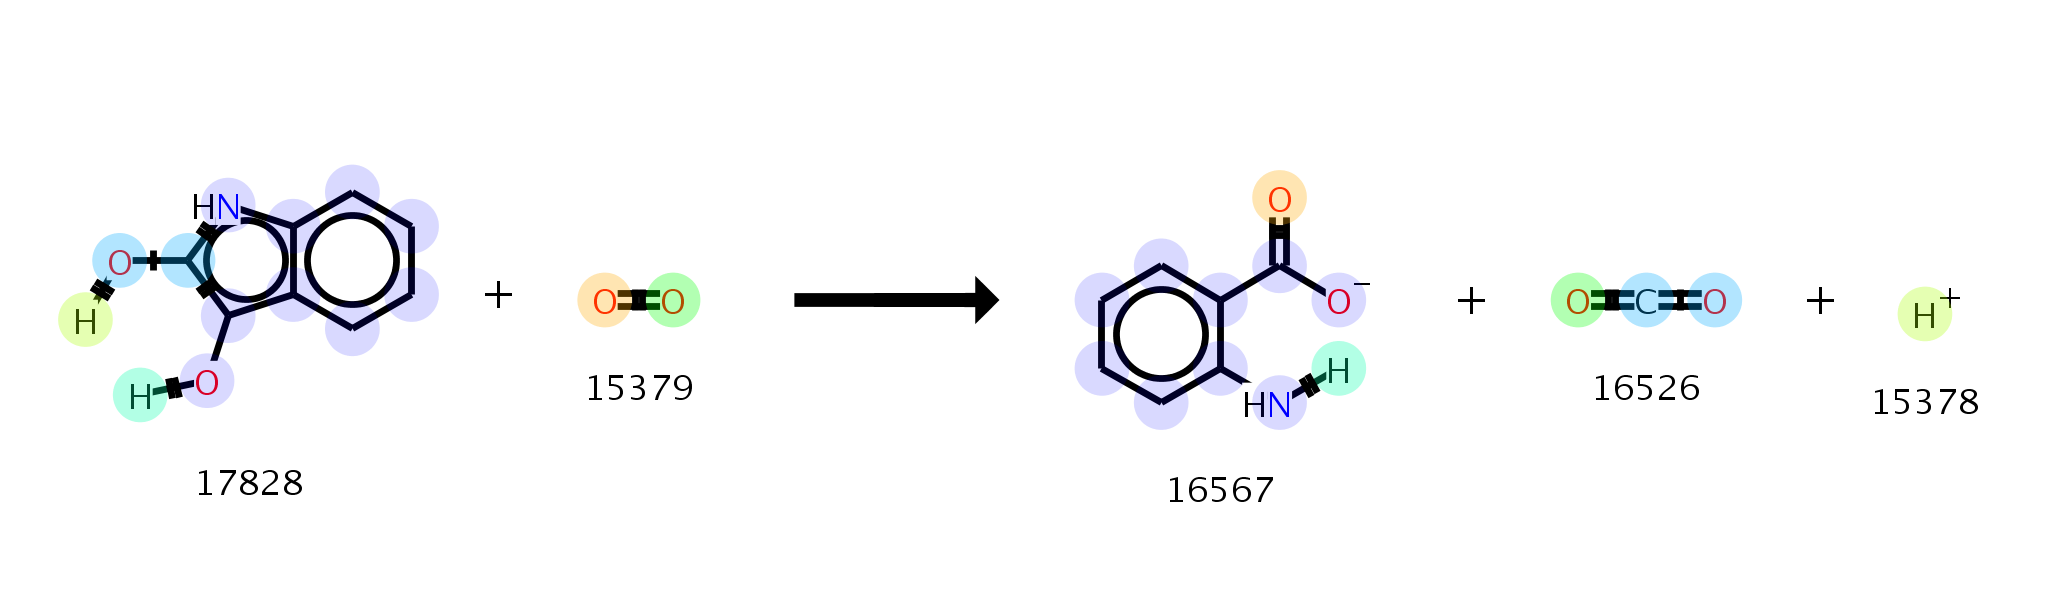 O
HN
O
H
O
H
17828
+
O
O
15379
O
O−
H
HN
16567
+
O
C
O
16526
+
H+
15378